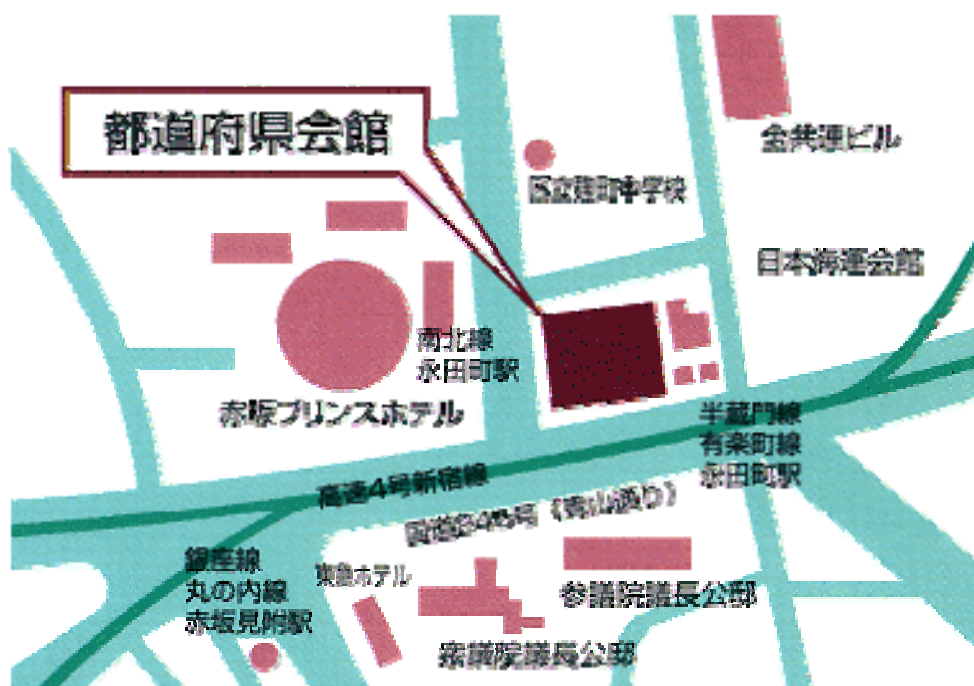 都道府県会館
全共連ビル
区立麹町中学校
日本海運会館
南北線
永田町駅
赤坂プリンスホテル
半蔵門線
有楽町線
永田町駅
高速4号新宿線
国道246号（青山通り）
銀座線
丸の内線
赤坂見附駅
東急ホテル
参議院議長公邸
衆議院議長公邸